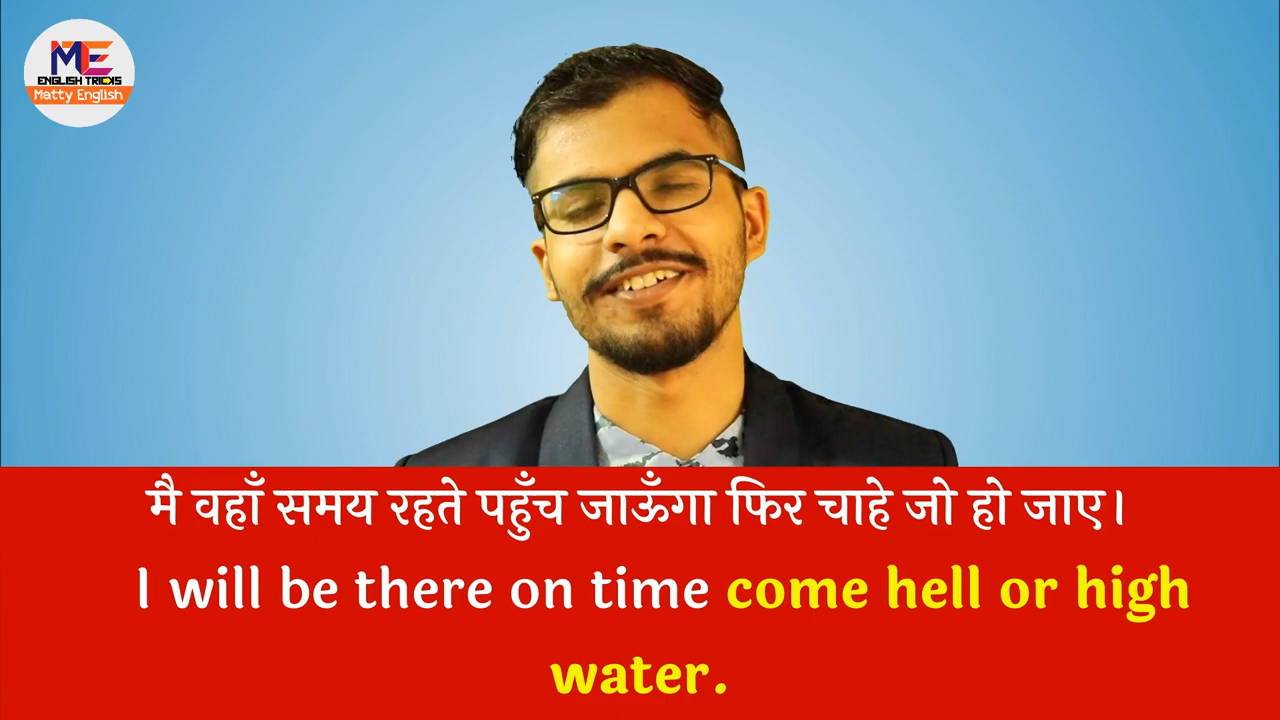 ME
ENGLISH TRICKS
Matty English
मै वहाँ समय रहते पहुँच जाऊँगा फिर चाहे जो हो जाए।
I will be there on time come hell or high
water.